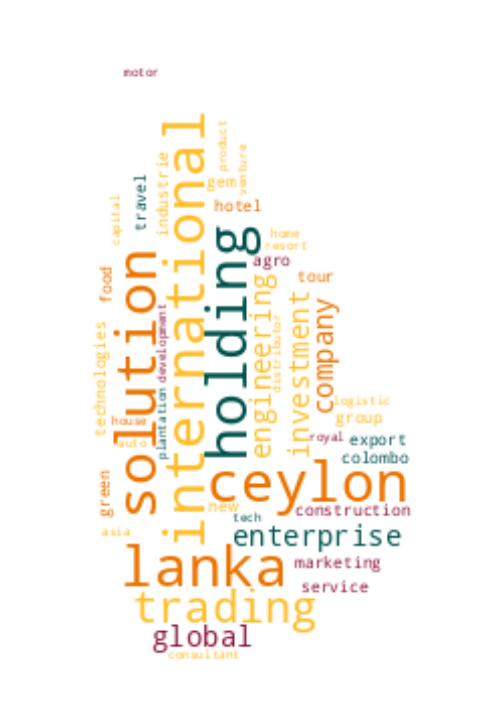 motor
international
product
venture
industrie
gem
travel
capital
hotel
holding
home
resort
solution
agro
food
tour
engineering
investment
company
distributor
development
technologies
plantation
logistic
house
group
auto
royal
export
colombo
ceylon
green
new
construction
tech
asia
enterprise
lanka
marketing
service
trading
global
consultant